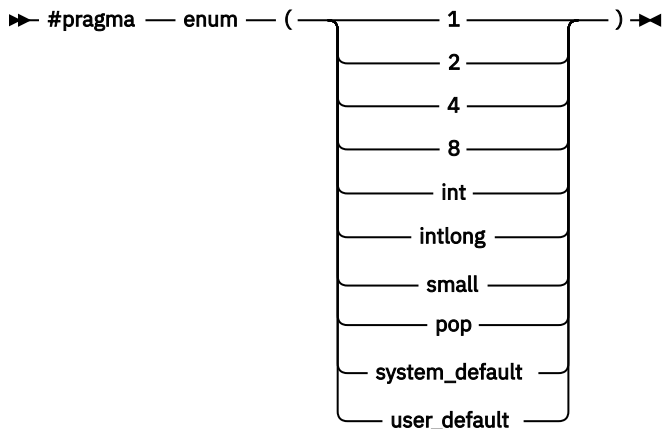 #pragma enum ( 1 )
2
4
8
int
intlong
small
pop
system_default
user_default